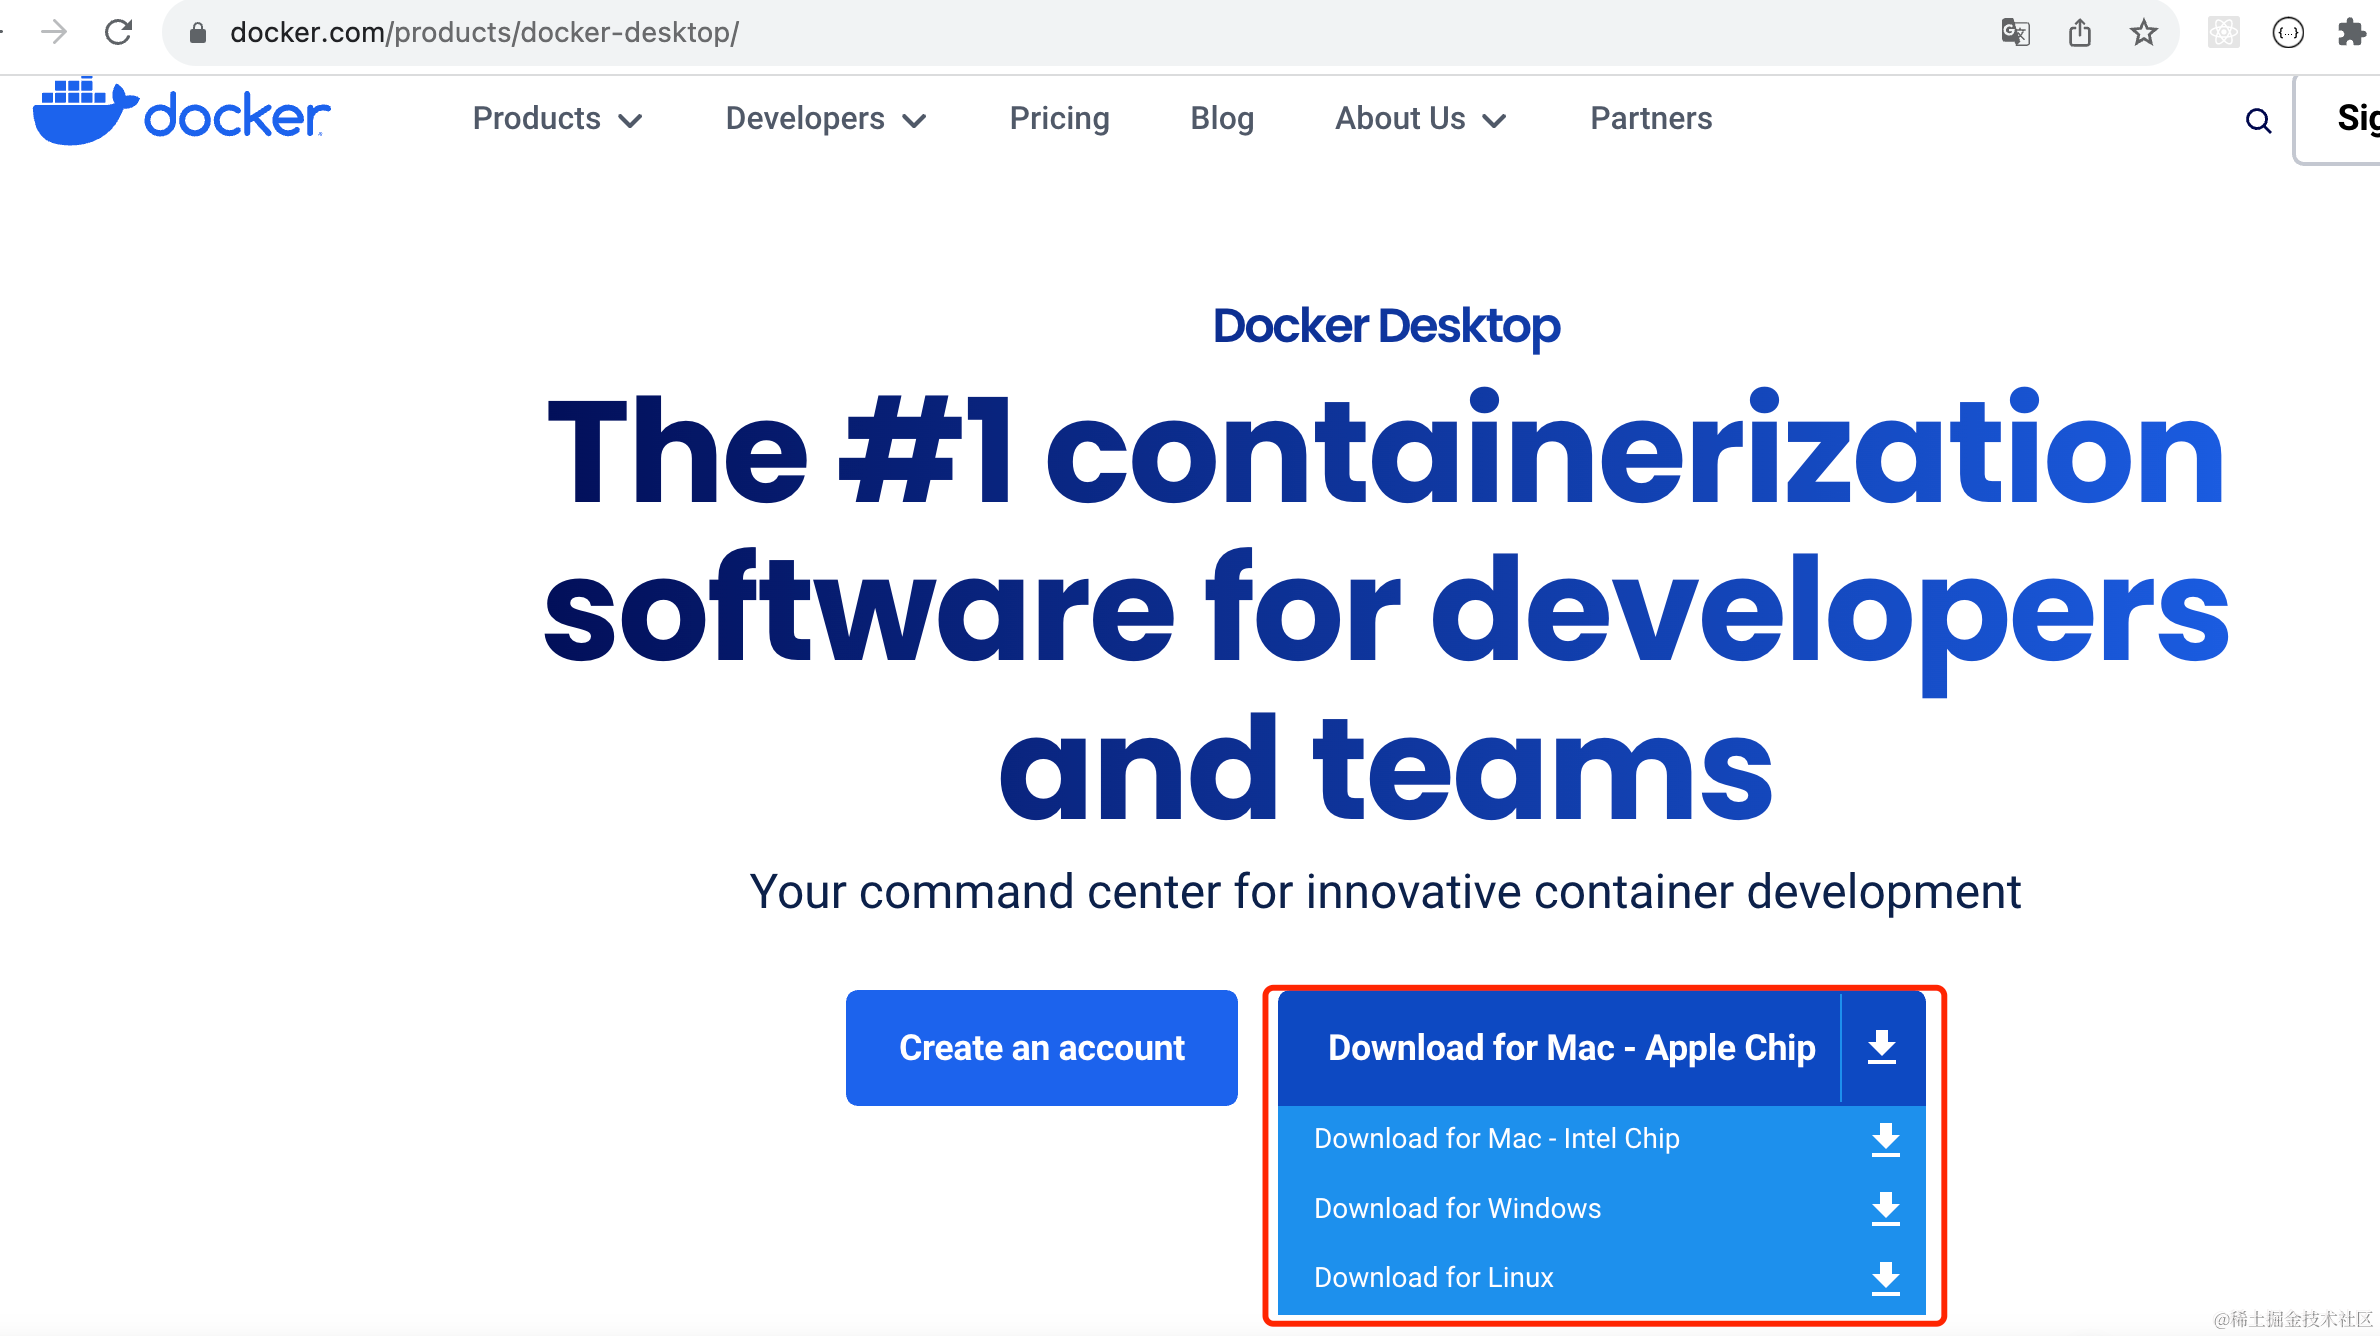 docker.com/products/docker-desktop/
docker
Products
Developers
Pricing
Blog
About Us
Partners
Docker Desktop
The #1 containerization
software for developers
and teams
Your command center for innovative container development
Create an account
Download for Mac - Apple Chip
Download for Mac - Intel Chip
Download for Windows
Download for Linux
@稀土掘金技术社区